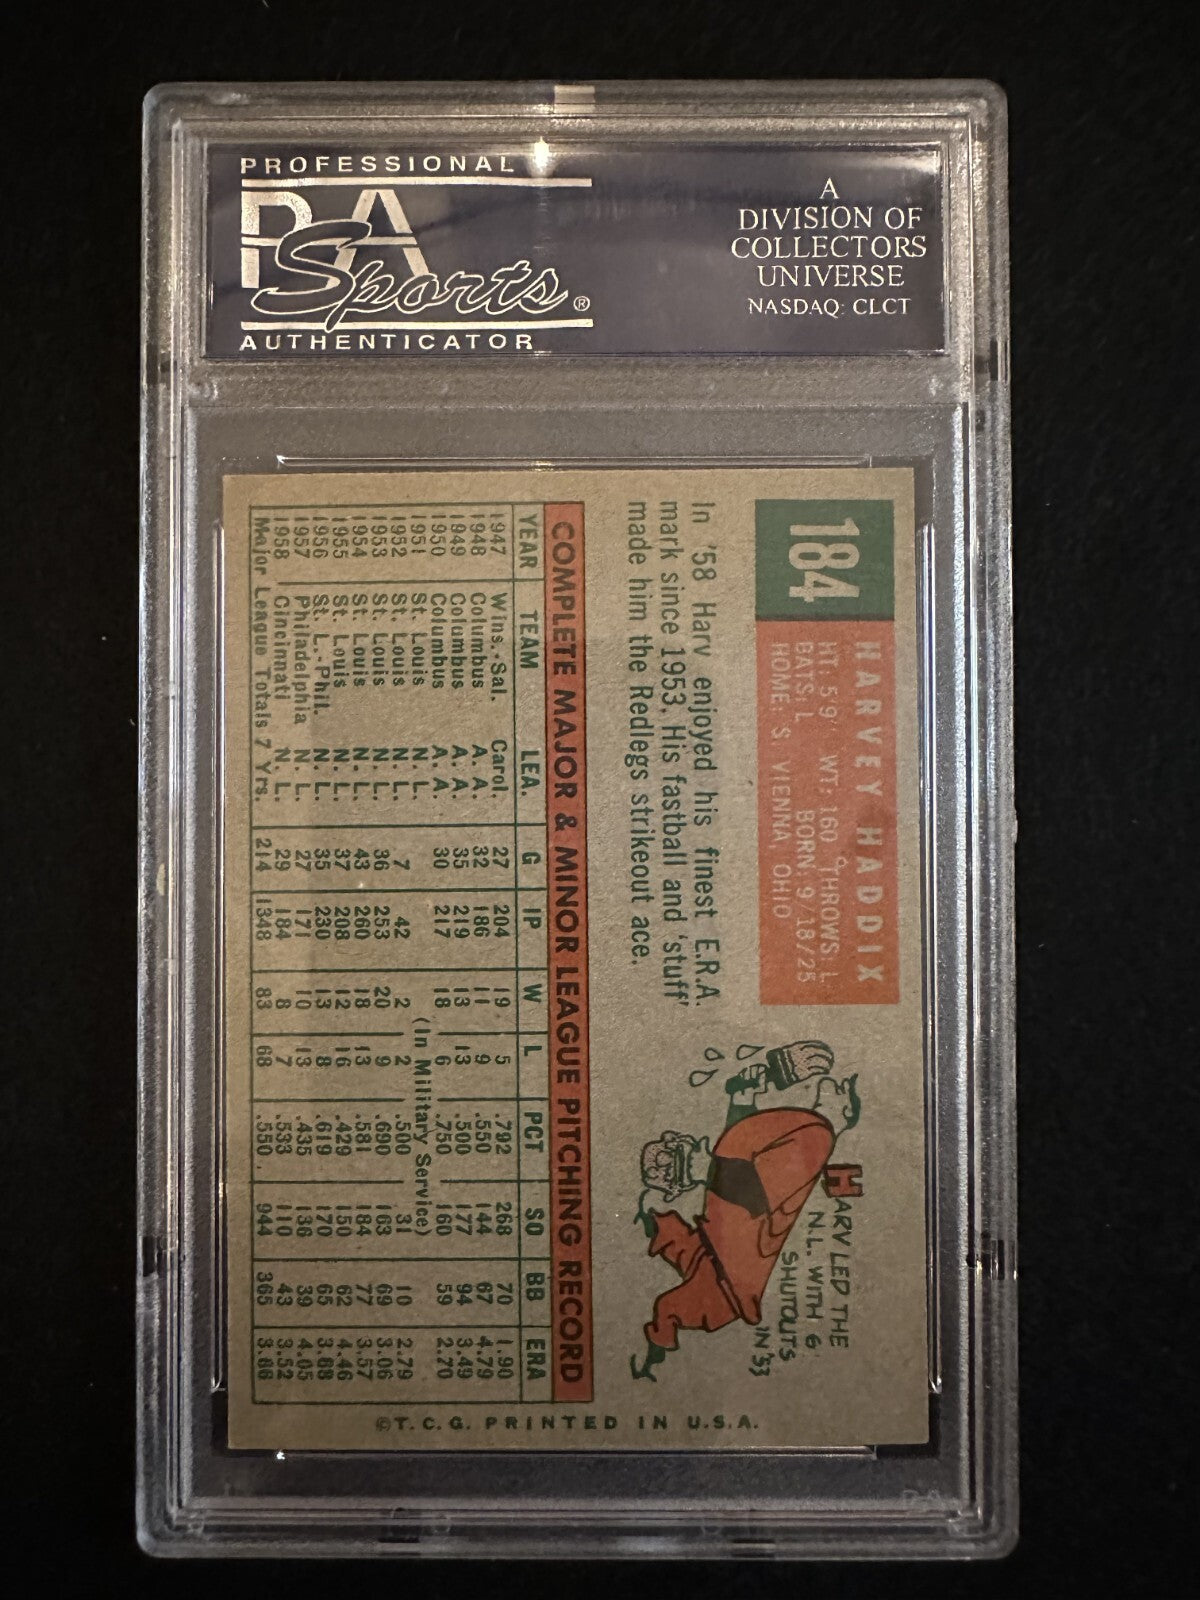 PROFESSIONAL
PSA
Sports®
AUTHENTICATOR
A
DIVISION OF
COLLECTORS
UNIVERSE
NASDAQ: CLCT
184
HARVEY HADDIX
HT: 5'9" WT: 160 THROWS: L
BATS: L BORN: 9/18/25
HOME: S. VIENNA, OHIO
In '58 Harv enjoyed his finest E.R.A.
mark since 1953. His fastball and 'stuff'
made him the Redlegs strikeout ace.
HARV LED THE
N.L. WITH 6
SHUTOUTS
IN '53
COMPLETE MAJOR & MINOR LEAGUE PITCHING RECORD
YEAR TEAM LEA. G IP W L PCT SO BB ERA
1947 Wins.-Sal. Carol. 27 204 19 5 .792 268 70 1.90
1948 Columbus A. A. 32 186 11 9 .550 144 67 4.79
1949 Columbus A. A. 35 219 13 13 .500 177 94 3.49
1950 Columbus A. A. 30 217 18 6 .750 160 59 2.70
1951 St. Louis N. L. (In Military Service)
1952 St. Louis N. L. 7 42 2 2 .500 31 10 2.79
1953 St. Louis N. L. 36 253 20 9 .690 163 69 3.06
1954 St. Louis N. L. 43 260 18 13 .581 184 77 3.57
1955 St. Louis N. L. 37 208 12 16 .429 150 62 4.46
1956 St. L.-Phil. N. L. 35 230 13 8 .619 170 65 3.68
1957 Philadelphia N. L. 27 171 10 13 .435 136 39 4.05
1958 Cincinnati N. L. 29 184 8 7 .533 110 43 3.52
Major League Totals 7 Yrs. 214 1348 83 68 .550 944 365 3.66
©T. C. G. PRINTED IN U.S.A.